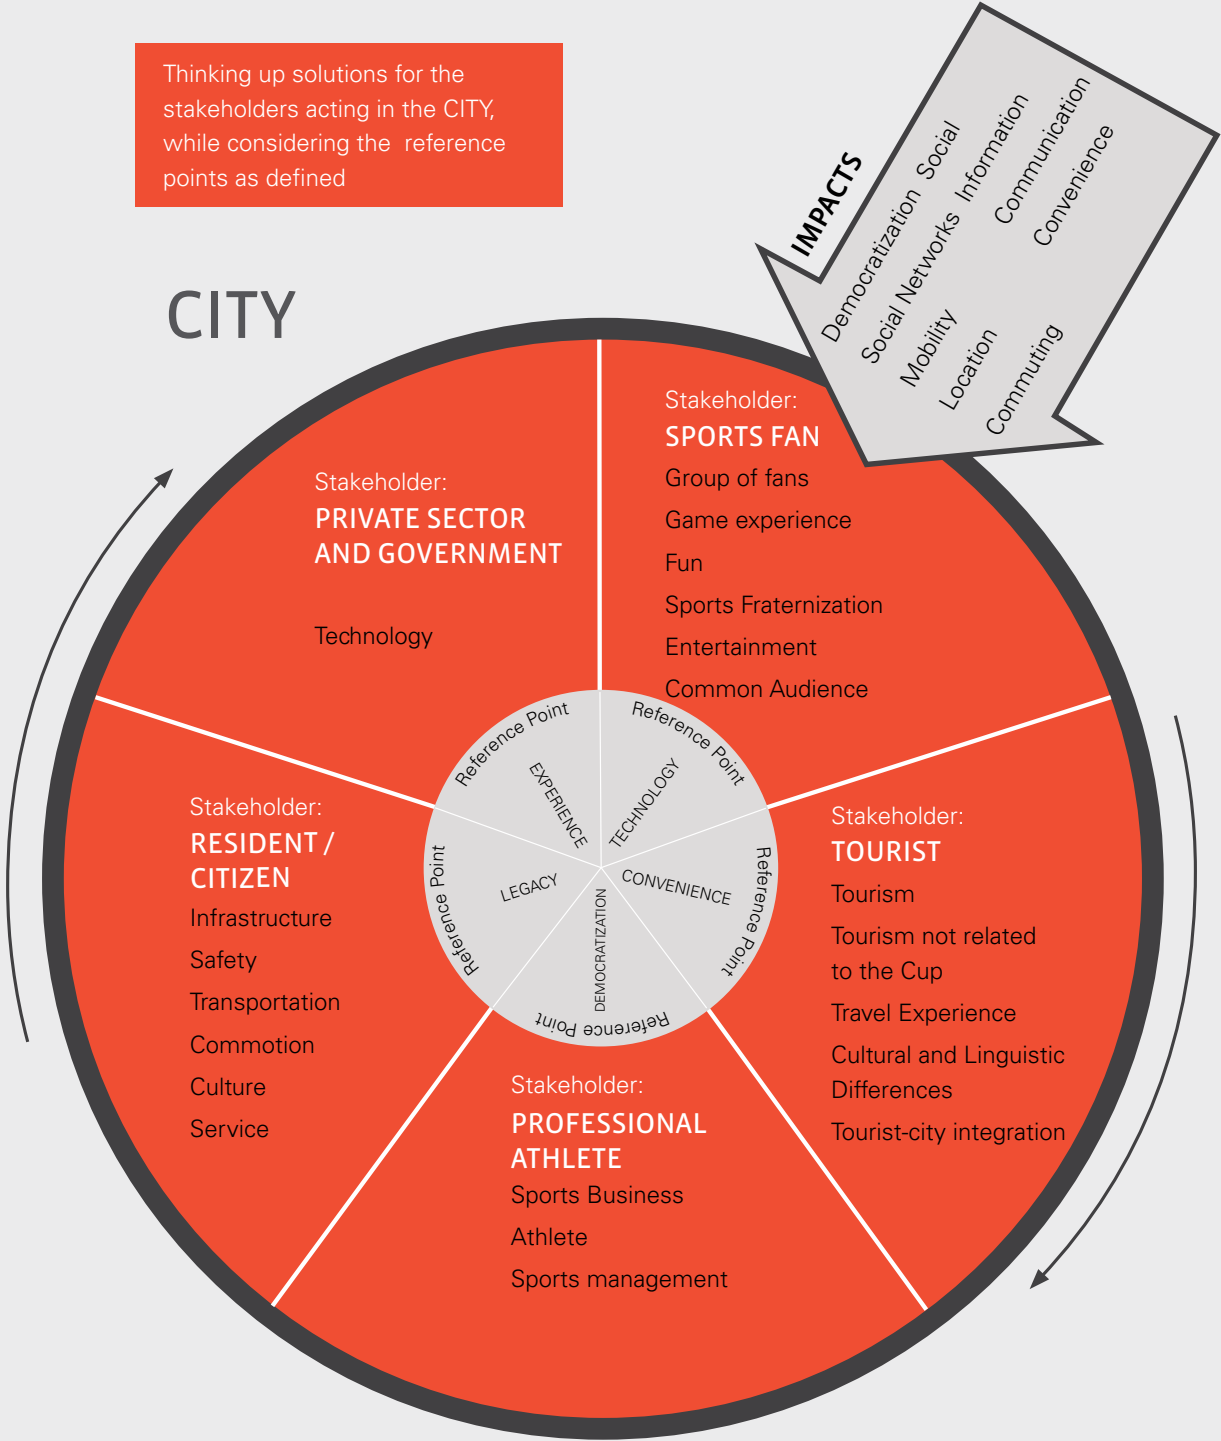 Thinking up solutions for the
stakeholders acting in the CITY,
while considering the reference
points as defined
IMPACTS
Democratization Social
Social Networks Information
Mobility Communication
Location Convenience
Commuting
CITY
Stakeholder:
SPORTS FAN
Group of fans
Game experience
Fun
Sports Fraternization
Entertainment
Common Audience
Stakeholder:
PRIVATE SECTOR
AND GOVERNMENT
Technology
Reference Point
EXPERIENCE
Reference Point
TECHNOLOGY
Reference Point
CONVENIENCE
Reference Point
DEMOCRATIZATION
Reference Point
LEGACY
Stakeholder:
RESIDENT /
CITIZEN
Infrastructure
Safety
Transportation
Commotion
Culture
Service
Stakeholder:
TOURIST
Tourism
Tourism not related
to the Cup
Travel Experience
Cultural and Linguistic
Differences
Tourist-city integration
Stakeholder:
PROFESSIONAL
ATHLETE
Sports Business
Athlete
Sports management